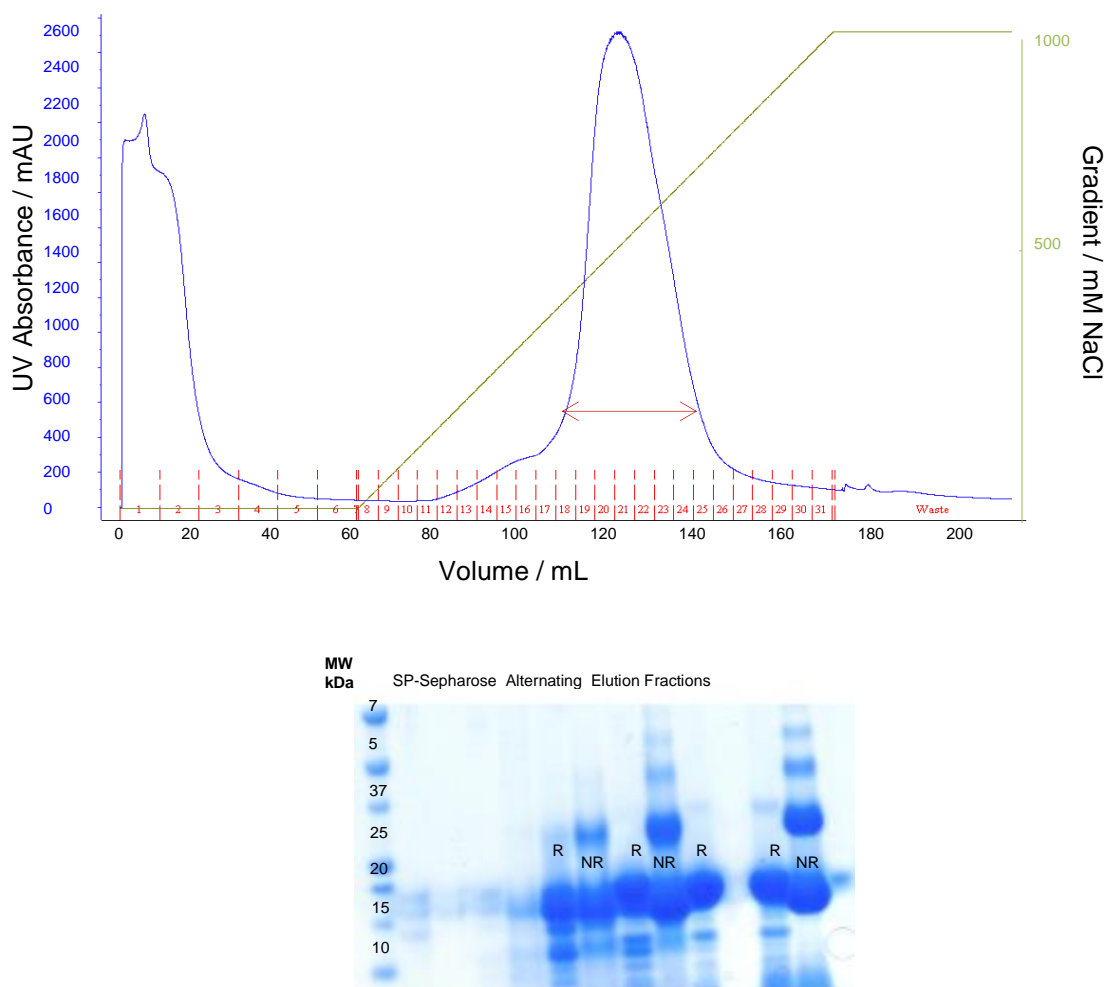 UV Absorbance / mAU
2600
2400
2200
2000
1800
1600
1400
1200
1000
800
600
400
200
0
1000
500
Gradient / mM NaCl
1 2 3 4 5 6 7 8 9 10 11 12 13 14 15 16 17 18 19 20 21 22 23 24 25 26 27 28 29 30 31 Waste
0 20 40 60 80 100 120 140 160 180 200
Volume / mL
MW
kDa
SP-Sepharose Alternating Elution Fractions
7
5
37
25
20
15
10
R NR R NR R R NR